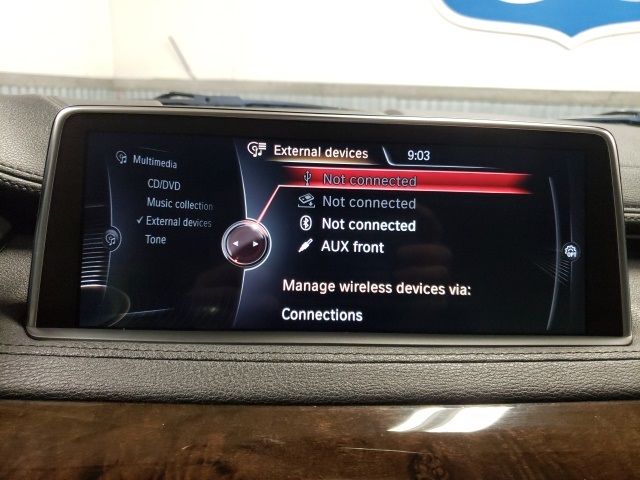 Multimedia
CD/DVD
Music collection
External devices
Tone
External devices
9:03
Not connected
Not connected
Not connected
AUX front
Manage wireless devices via:
Connections